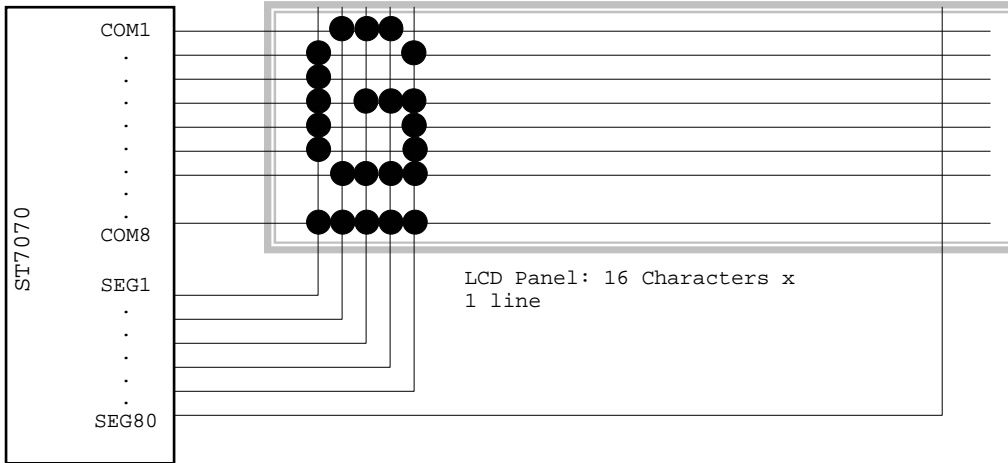 COM1
.
.
.
.
.
.
.
COM8
ST7070
SEG1
.
.
.
.
.
SEG80
LCD Panel: 16 Characters x
1 line